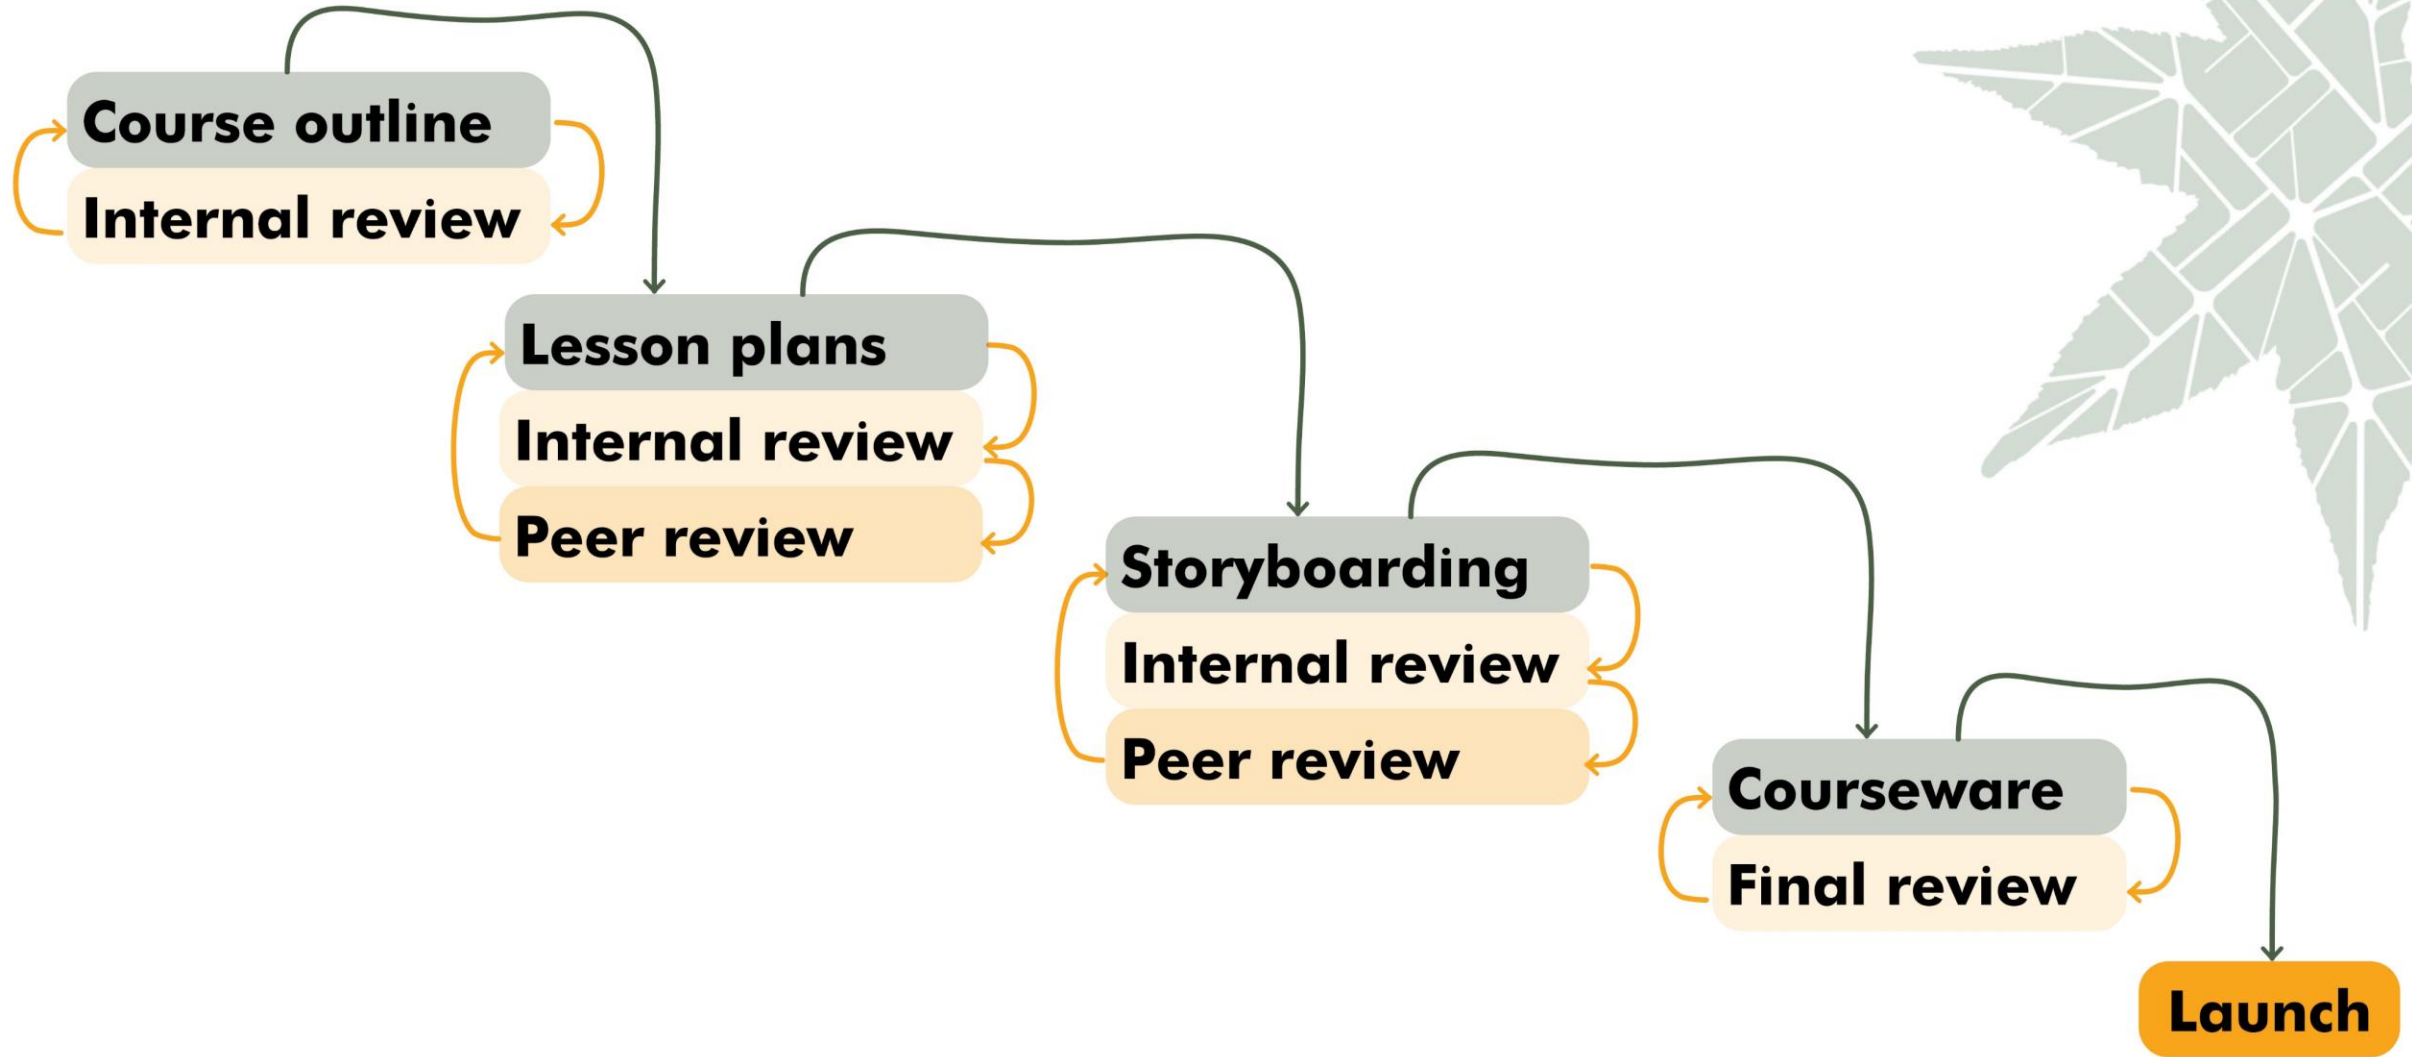 Course outline
Internal review
Lesson plans
Internal review
Peer review
Storyboarding
Internal review
Peer review
Courseware
Final review
Launch